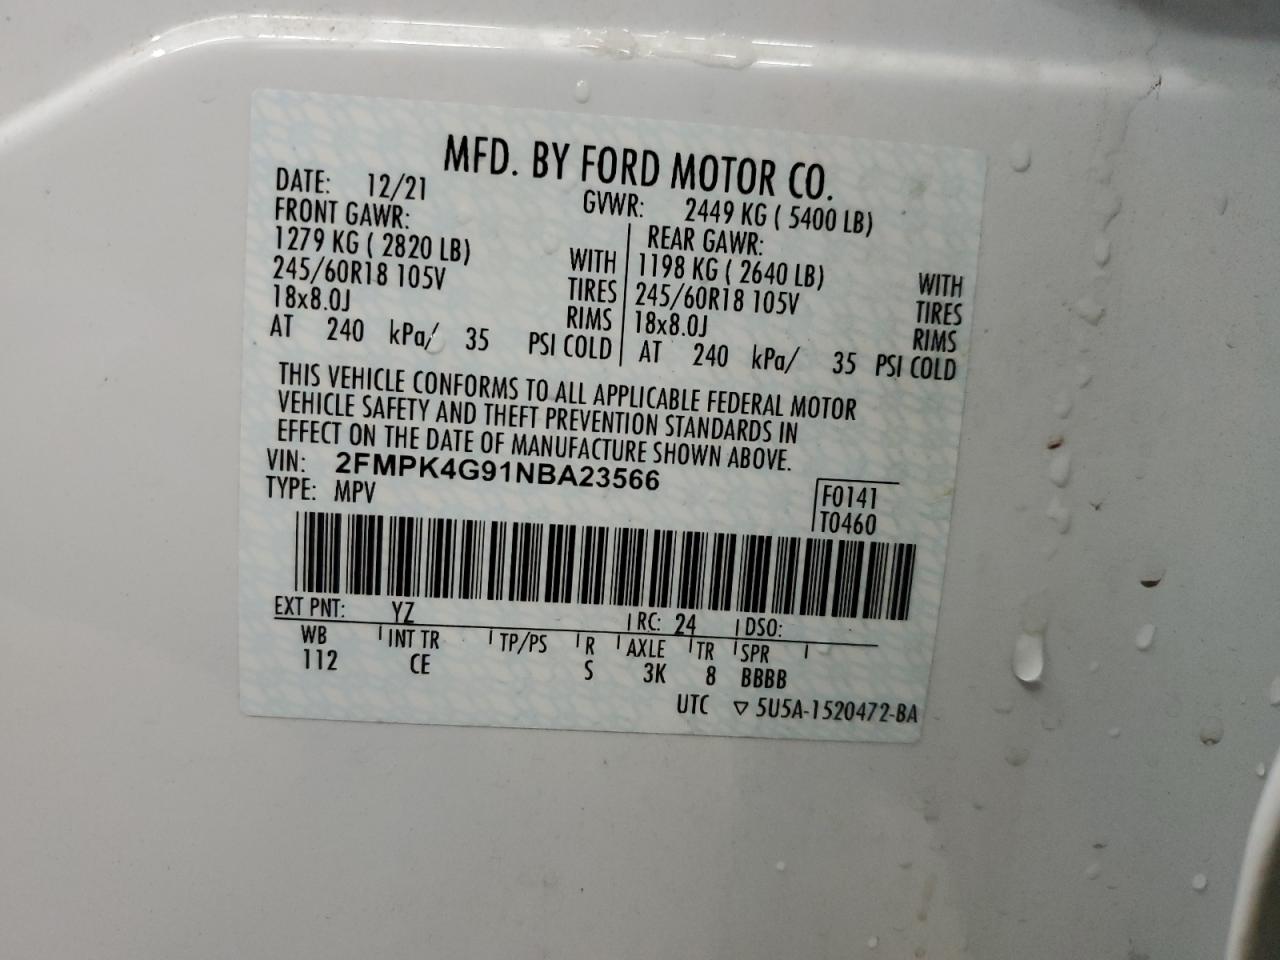 MFD. BY FORD MOTOR CO.
DATE: 12/21 GVWR: 2449 KG ( 5400 LB)
FRONT GAWR: REAR GAWR:
1279 KG ( 2820 LB) WITH 1198 KG ( 2640 LB) WITH
245/60R18 105V TIRES 245/60R18 105V TIRES
18x8.0J RIMS 18x8.0J RIMS
AT 240 kPa/ 35 PSI COLD AT 240 kPa/ 35 PSI COLD
THIS VEHICLE CONFORMS TO ALL APPLICABLE FEDERAL MOTOR
VEHICLE SAFETY AND THEFT PREVENTION STANDARDS IN
EFFECT ON THE DATE OF MANUFACTURE SHOWN ABOVE.
VIN: 2FMPK4G91NBA23566
TYPE: MPV F0141
T0460
EXT PNT: YZ RC: 24 DSO:
WB INT TR TP/PS R AXLE TR SPR
112 CE S 3K 8 BBBB
UTC ▽ 5U5A-1520472-BA